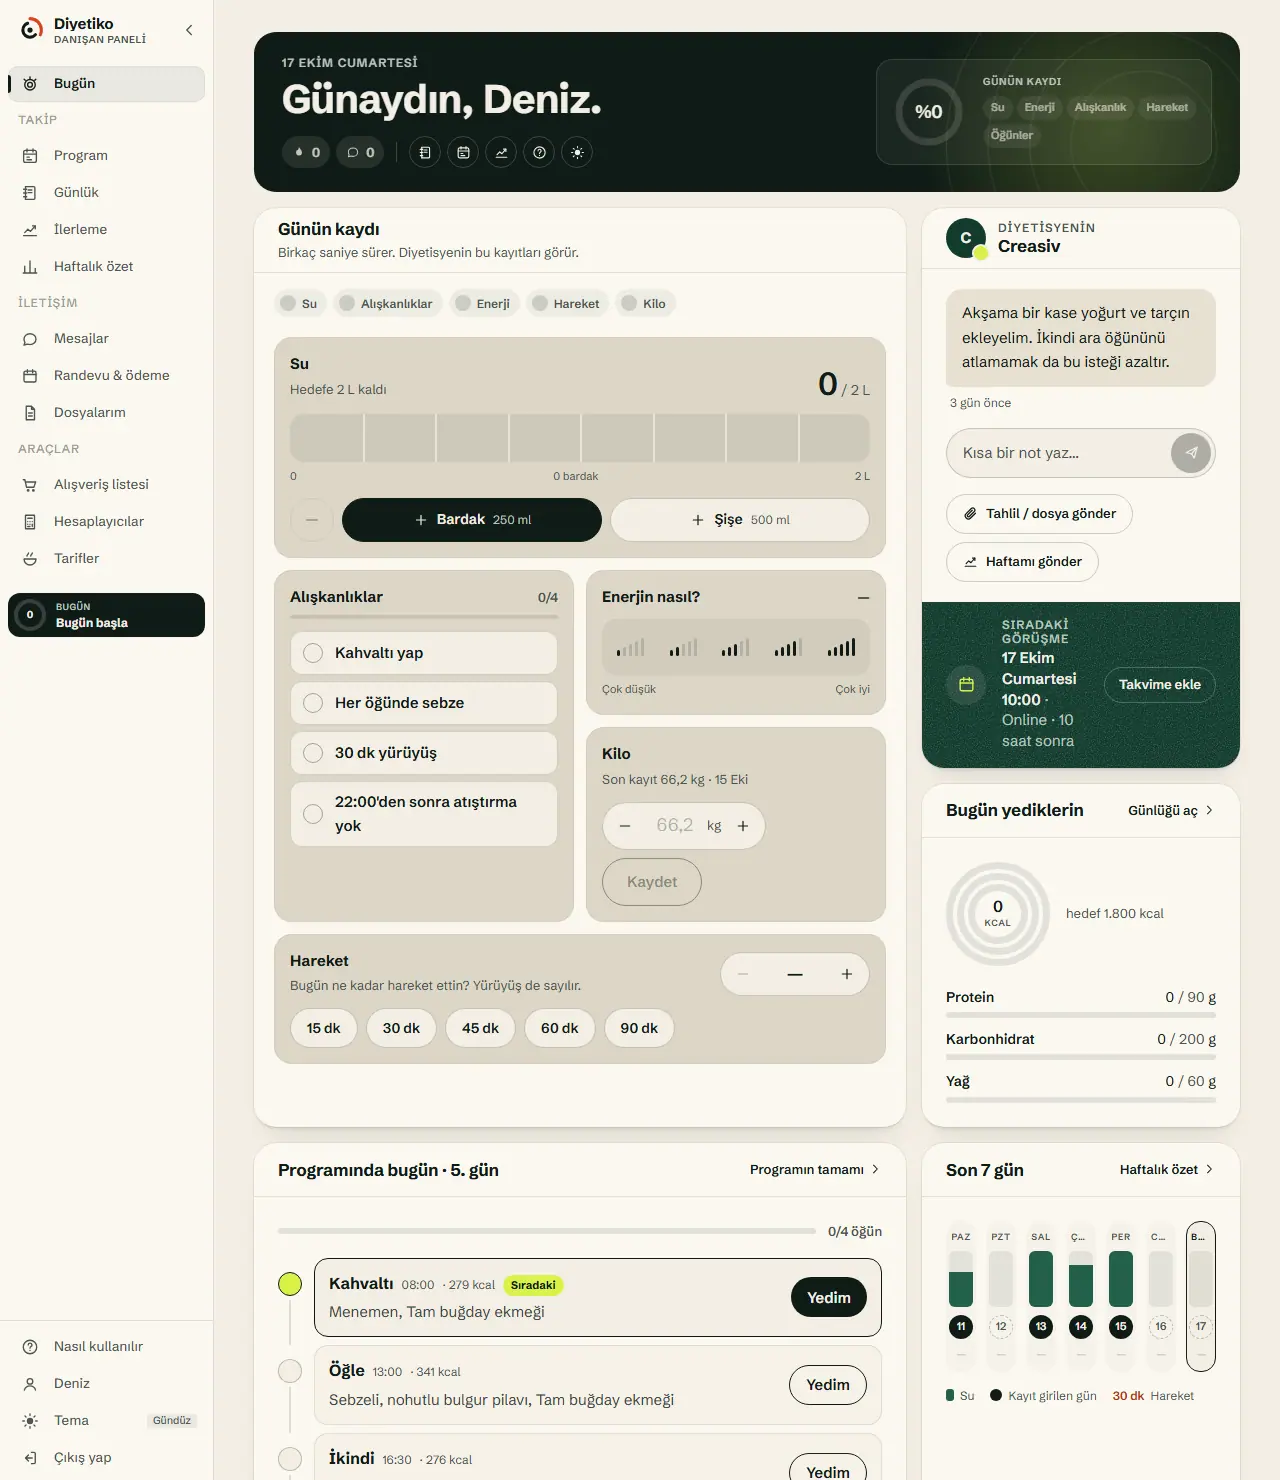 Diyetiko
DANIŞAN PANELİ
Bugün
TAKİP
Program
Günlük
İlerleme
Haftalık özet
İLETİŞİM
Mesajlar
Randevu & ödeme
Dosyalarım
ARAÇLAR
Alışveriş listesi
Hesaplayıcılar
Tarifler
0
BUGÜN
Bugün başla
Nasıl kullanılır
Deniz
Tema
Gündüz
Çıkış yap
17 EKİM CUMARTESİ
Günaydın, Deniz.
0
0
%0
GÜNÜN KAYDI
Su Enerji Alışkanlık Hareket
Öğünler
Günün kaydı
Birkaç saniye sürer. Diyetisyenin bu kayıtları görür.
Su Alışkanlıklar Enerji Hareket Kilo
Su
Hedefe 2 L kaldı
0 / 2 L
0 0 bardak 2 L
Bardak 250 ml
Şişe 500 ml
Alışkanlıklar 0/4
Kahvaltı yap
Her öğünde sebze
30 dk yürüyüş
22:00'den sonra atıştırma
yok
Enerjin nasıl? –
Çok düşük Çok iyi
Kilo
Son kayıt 66,2 kg · 15 Eki
− 66,2 kg +
Kaydet
Hareket
Bugün ne kadar hareket ettin? Yürüyüş de sayılır.
− – +
15 dk 30 dk 45 dk 60 dk 90 dk
C
DİYETİSYENİN
Creasiv
Akşama bir kase yoğurt ve tarçın
ekleyelim. İkindi ara öğününü
atlamamak da bu isteği azaltır.
3 gün önce
Kısa bir not yaz...
Tahlil / dosya gönder
Haftamı gönder
SIRADAKİ
GÖRÜŞME
17 Ekim
Cumartesi
10:00 ·
Online · 10
saat sonra
Takvime ekle
Bugün yediklerin
Günlüğü aç
0
KCAL
hedef 1.800 kcal
Protein 0 / 90 g
Karbonhidrat 0 / 200 g
Yağ 0 / 60 g
Programında bugün · 5. gün
Programın tamamı
0/4 öğün
Kahvaltı 08:00 · 279 kcal Sıradaki
Menemen, Tam buğday ekmeği
Yedim
Öğle 13:00 · 341 kcal
Sebzeli, nohutlu bulgur pilavı, Tam buğday ekmeği
Yedim
İkindi 16:30 · 276 kcal
Yedim
Son 7 gün
Haftalık özet
PAZ PZT SAL Ç… PER C… B…
11 12 13 14 15 16 17
– – – – – – –
Su Kayıt girilen gün 30 dk Hareket